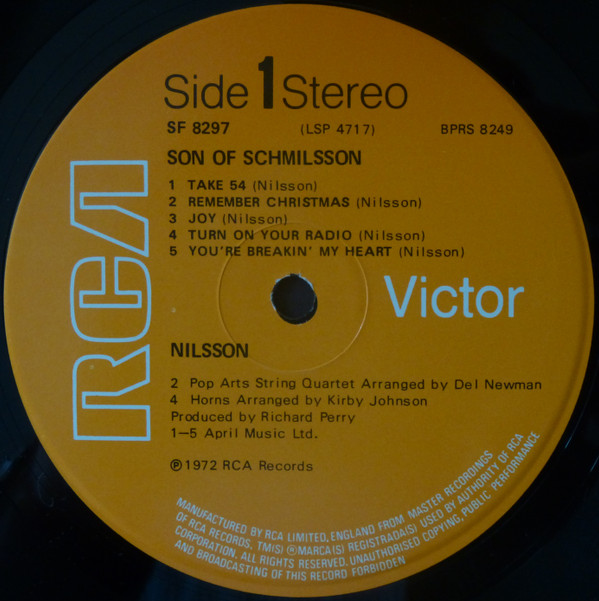 Side 1 Stereo
SF 8297 (LSP 4717) BPRS 8249
SON OF SCHMILSSON
1 TAKE 54 (Nilsson)
2 REMEMBER CHRISTMAS (Nilsson)
3 JOY (Nilsson)
4 TURN ON YOUR RADIO (Nilsson)
5 YOU'RE BREAKIN' MY HEART (Nilsson)
RCA
Victor
NILSSON
2 Pop Arts String Quartet Arranged by Del Newman
4 Horns Arranged by Kirby Johnson
Produced by Richard Perry
1—5 April Music Ltd.
℗1972 RCA Records
MANUFACTURED BY RCA LIMITED, ENGLAND FROM MASTER RECORDINGS
OF RCA RECORDS, TM(S) ® MARCA(S) REGISTRADA(S) USED BY AUTHORITY OF RCA
CORPORATION. ALL RIGHTS RESERVED. UNAUTHORISED COPYING, PUBLIC PERFORMANCE
AND BROADCASTING OF THIS RECORD FORBIDDEN